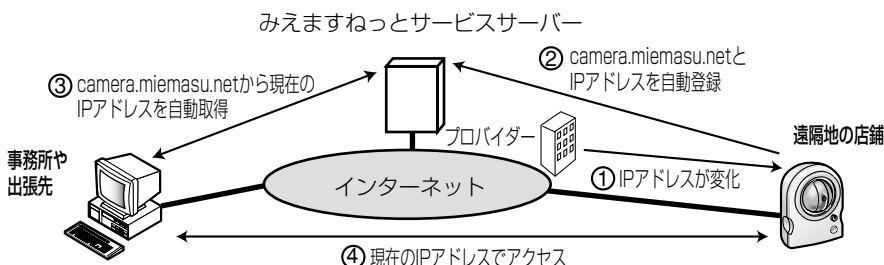 みえますねっとサービスサーバー
② camera.miemasu.netと
IPアドレスを自動登録
③ camera.miemasu.netから現在の
IPアドレスを自動取得
プロバイダー
遠隔地の店舗
事務所や
出張先
インターネット
① IPアドレスが変化
④ 現在のIPアドレスでアクセス